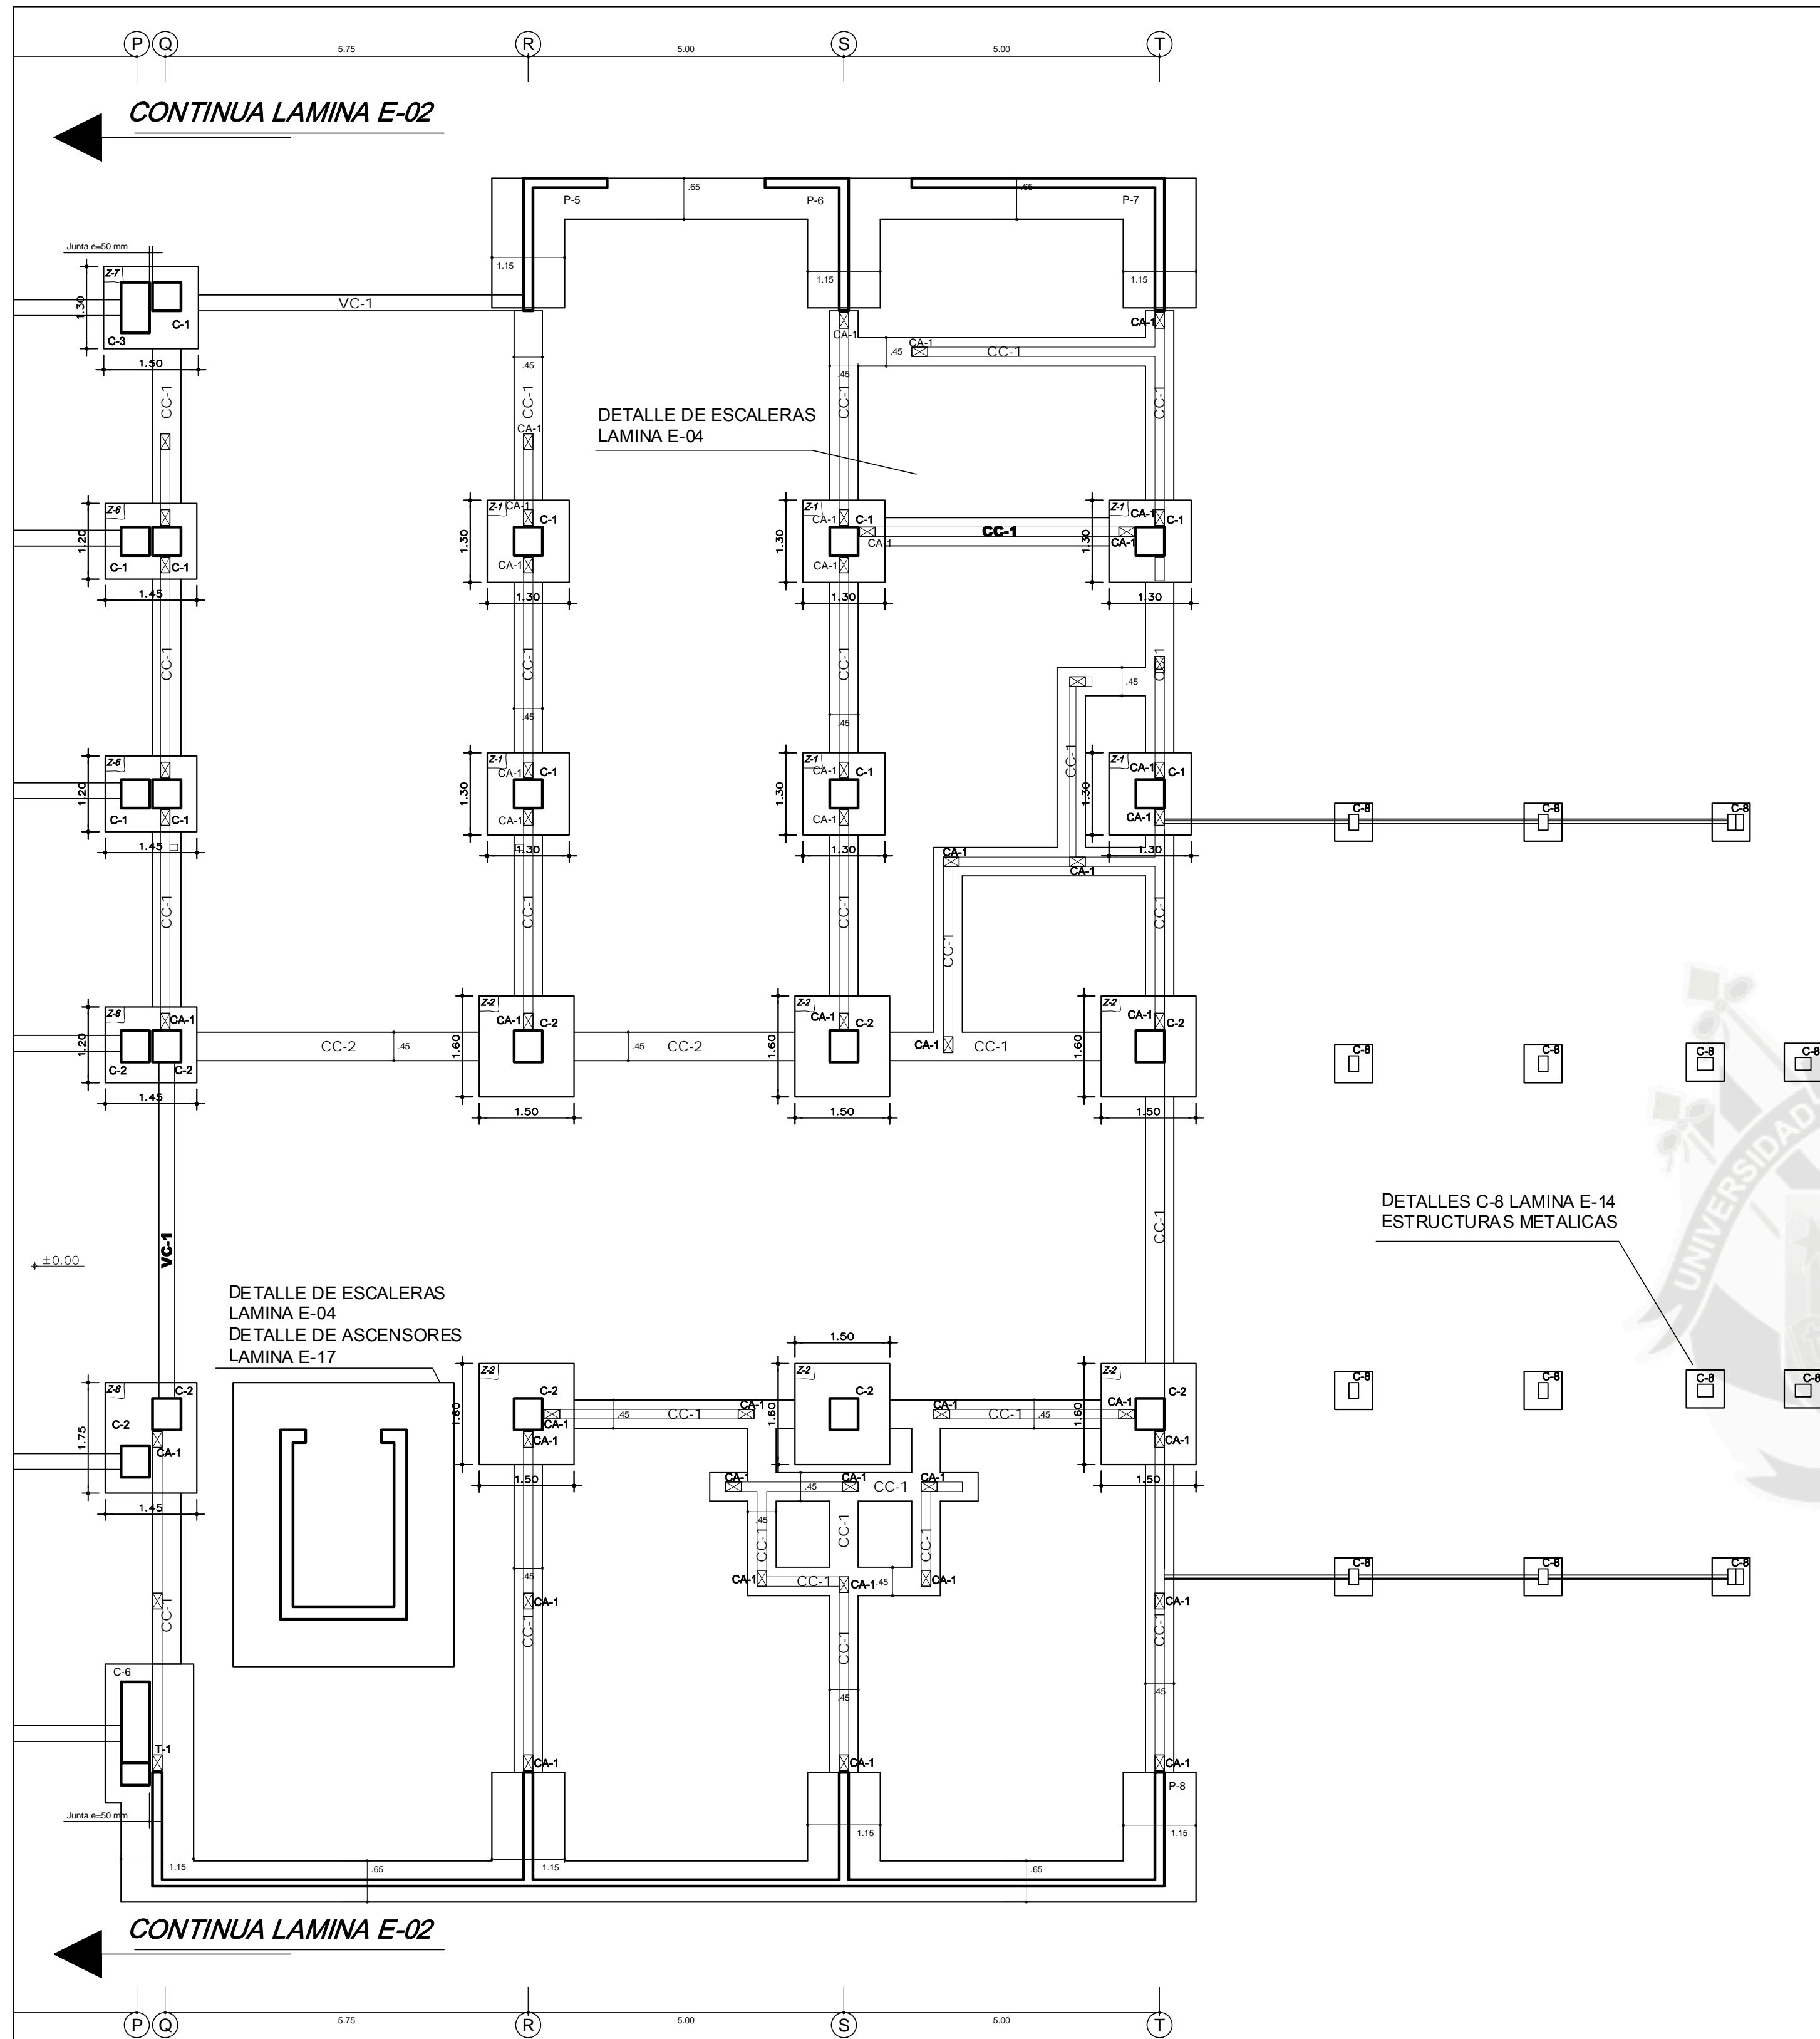 P Q 5.75 R 5.00 S 5.00 T
CONTINUA LAMINA E-02
P-5 .65 P-6 .65 P-7
Junta e=50 mm
1.15 1.15 1.15
Z-7
1.30 VC-1
C-1
C-3
CA-1 CA-1
CA-1
.45 CC-1
1.50
.45 .45
CC-1 CC-1 CC-1 CC-1
DETALLE DE ESCALERAS
LAMINA E-04
CA-1
Z-6 Z-1 CA-1 C-1 Z-1 CA-1 C-1 Z-1 CA-1 C-1
CC-1
1.20 1.30 1.30 CA-1 1.30 CA-1
C-1 C-1 CA-1 CA-1
1.45 1.30 1.30 1.30
CC-1 CC-1 CC-1 CC-1
.45
.45 .45
CC-1
Z-6 Z-1 CA-1 C-1 Z-1 CA-1 C-1 Z-1 CA-1 C-1
1.20 1.30 1.30 1.30
C-1 C-1 CA-1 CA-1 CA-1 C-8 C-8 C-8
1.45 1.30 1.30 CA-1 1.30
CA-1
CC-1 CC-1 CC-1 CC-1
CC-1
Z-6 CA-1 Z-2 CA-1 C-2 Z-2 CA-1 C-2 Z-2 CA-1 C-2
1.20 CC-2 .45 1.60 .45 CC-2 1.60 CA-1 CC-1 1.60 C-8 C-8 C-8 C-8
C-2 C-2
1.45 1.50 1.50 1.50
UNIVERSIDAD
DETALLES C-8 LAMINA E-14
ESTRUCTURAS METALICAS
CC-1
VC-1
±0.00
DETALLE DE ESCALERAS
LAMINA E-04
DETALLE DE ASCENSORES
LAMINA E-17
1.50
Z-8 C-2 Z-2 C-2 Z-2 C-2 Z-2 C-2
C-8 C-8 C-8 C-8
C-2 1.60 CA-1 .45 CC-1 CA-1 1.60 CA-1 CC-1 .45 1.60 CA-1
1.75 CA-1 CA-1 CA-1
1.45 1.50 CA-1 CA-1 CA-1 1.50
.45 CC-1
.45
CC-1 CC-1 CC-1
C-8 C-8 C-8
.45 CA-1 CC-1 CA-1 .45 CA-1
CA-1 CA-1
CC-1 CC-1 CC-1 CC-1
C-6
.45 .45
T-1 CA-1 CA-1 CA-1
P-8
Junta e=50 mm
1.15 1.15
1.15 .65 1.15 .65
CONTINUA LAMINA E-02
P Q 5.75 R 5.00 S 5.00 T